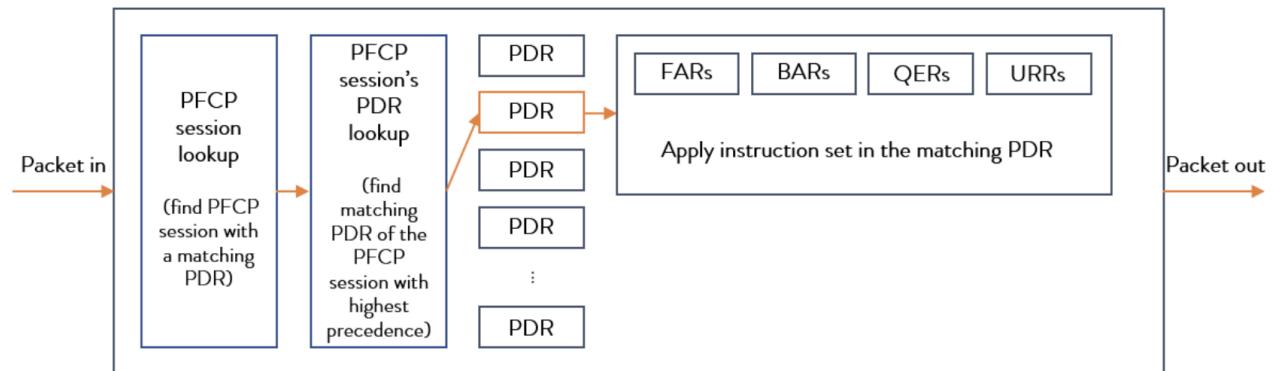 Packet in
PFCP
session
lookup
(find PFCP
session with
a matching
PDR)
PFCP
session's
PDR
lookup
(find
matching
PDR of the
PFCP
session with
highest
precedence)
PDR
PDR
PDR
PDR
...
PDR
FARs
BARs
QERs
URRs
Apply instruction set in the matching PDR
Packet out